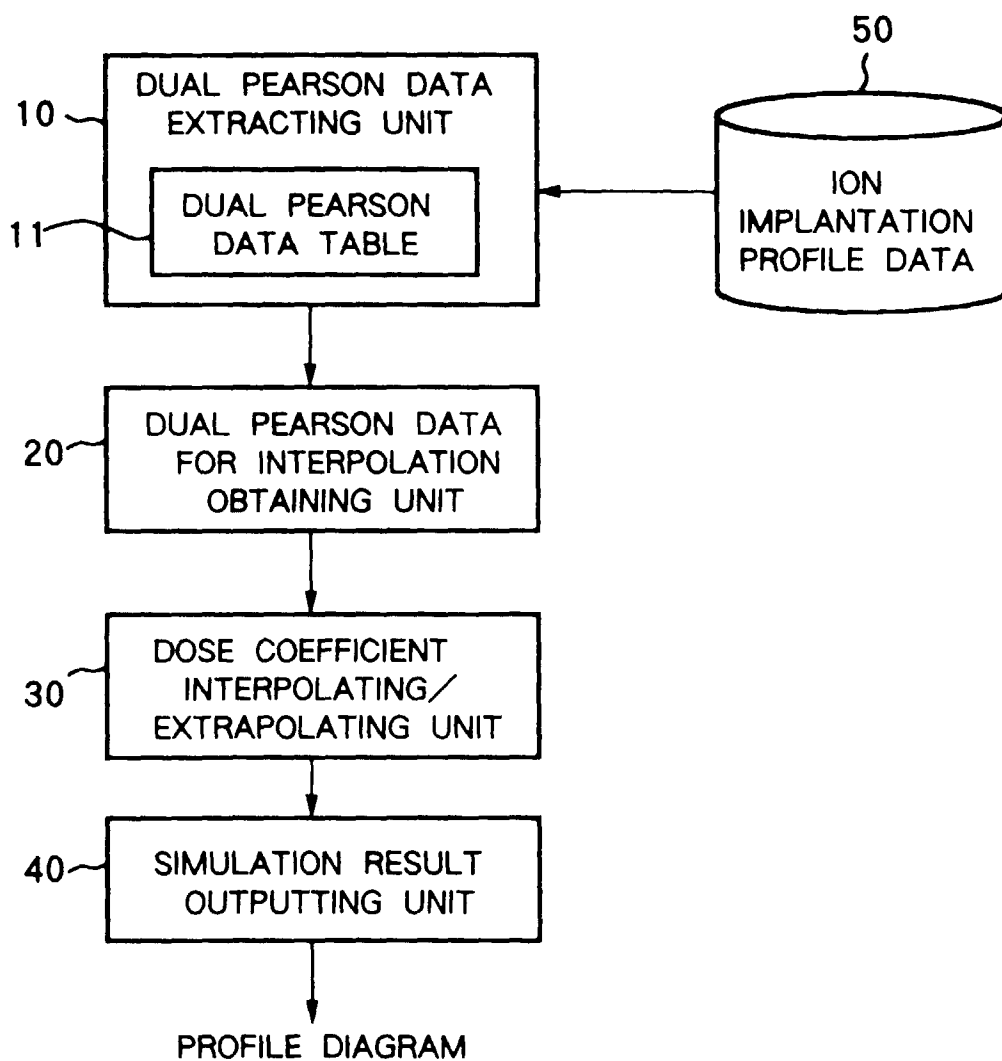 50
10
DUAL PEARSON DATA
EXTRACTING UNIT
11
DUAL PEARSON
DATA TABLE
ION
IMPLANTATION
PROFILE DATA
20
DUAL PEARSON DATA
FOR INTERPOLATION
OBTAINING UNIT
30
DOSE COEFFICIENT
INTERPOLATING/
EXTRAPOLATING UNIT
40
SIMULATION RESULT
OUTPUTTING UNIT
PROFILE DIAGRAM